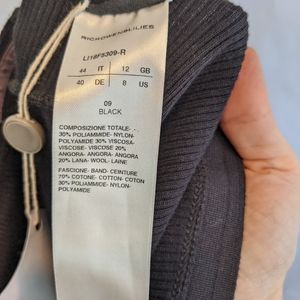 RICKOWENSLILIES
LI18F5309-R
44 IT 12 GB
40 DE 8 US
09
BLACK
COMPOSIZIONE TOTALE- -
30% POLIAMMIDE- NYLON-
POLYAMIDE 30% VISCOSA-
VISCOSE- VISCOSE 20%
ANGORA- ANGORA- ANGORA
20% LANA- WOOL- LAINE
FASCIONE- BAND- CEINTURE
70% COTONE- COTTON- COTON
30% POLIAMMIDE- NYLON-
POLYAMIDE